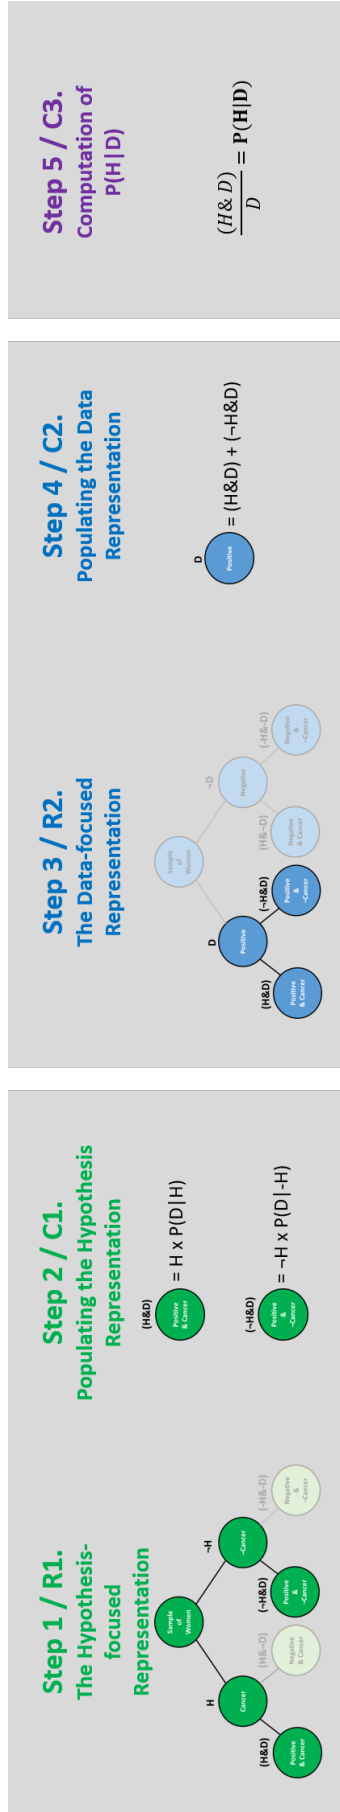 Step 1 / R1.
The Hypothesis-
focused
Representation
Sample
of
Women
H
Cancer
¬H
¬Cancer
(H&D)
Positive
& Cancer
(H&¬D)
Negative
& Cancer
(¬H&D)
Positive
&
¬Cancer
(-H&-D)
Negative
&
¬Cancer
Step 2 / C1.
Populating the Hypothesis
Representation
(H&D)
Positive
& Cancer
= H x P(D|H)
(¬H&D)
Positive
&
¬Cancer
= ¬H x P(D|-H)
Step 3 / R2.
The Data-focused
Representation
Sample
of
Women
D
Positive
¬D
Negative
(H&D)
Positive
& Cancer
(¬H&D)
Positive
&
¬Cancer
(H&¬D)
Negative
& Cancer
(-H&-D)
Negative
&
¬Cancer
Step 4 / C2.
Populating the Data
Representation
D
Positive
= (H&D) + (¬H&D)
Step 5 / C3.
Computation of
P(H|D)
(H& D)
D
= P(H|D)